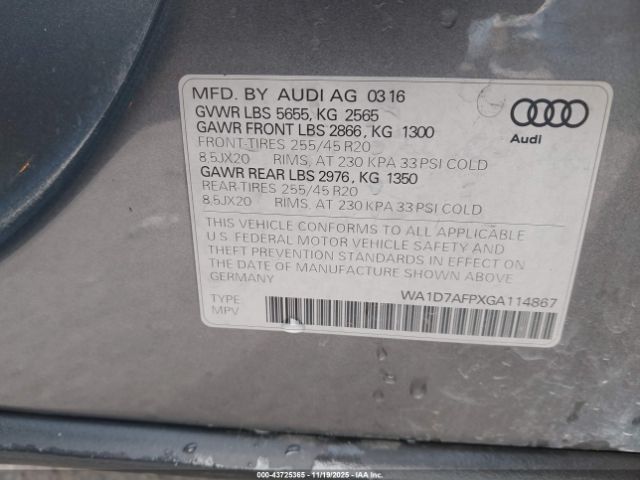 MFD. BY AUDI AG 03 16
GVWR LBS 5655, KG 2565
GAWR FRONT LBS 2866, KG 1300
FRONT-TIRES 255/45 R20
8,5JX20 RIMS, AT 230 KPA 33 PSI COLD
GAWR REAR LBS 2976, KG 1350
REAR-TIRES 255/45 R20
8,5JX20 RIMS, AT 230 KPA 33 PSI COLD
Audi
THIS VEHICLE CONFORMS TO ALL APPLICABLE
U.S. FEDERAL MOTOR VEHICLE SAFETY AND
THEFT PREVENTION STANDARDS IN EFFECT ON
THE DATE OF MANUFACTURE SHOWN ABOVE
GERMANY
WA1D7AFPXGA114867
TYPE:
MPV
© 43725365 - 11/19/2025 - IAAI.COM